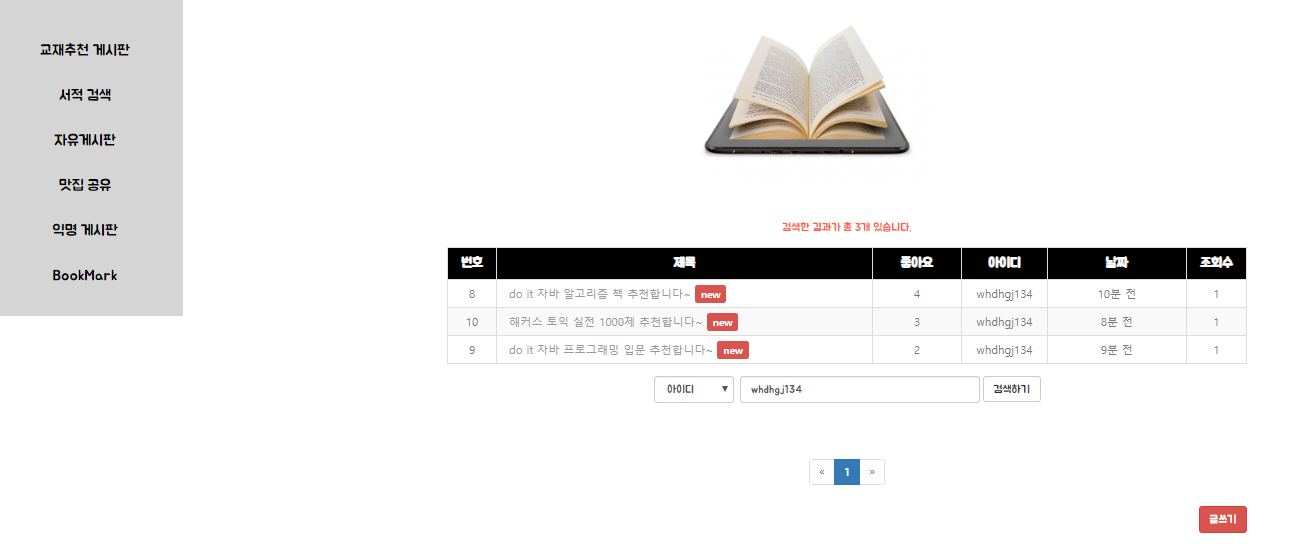 교재추천 게시판
서적 검색
자유게시판
맛집 공유
익명 게시판
BookMark
검색한 결과가 총 3개 있습니다.
번호 제목 좋아요 아이디 날짜 조회수
8 do it 자바 알고리즘 책 추천합니다~ new 4 whdhgj134 10분 전 1
10 해커스 토익 실전 1000제 추천합니다~ new 3 whdhgj134 8분 전 1
9 do it 자바 프로그래밍 입문 추천합니다~ new 2 whdhgj134 9분 전 1
아이디 ▼ whdhgj134 검색하기
« 1 »
글쓰기